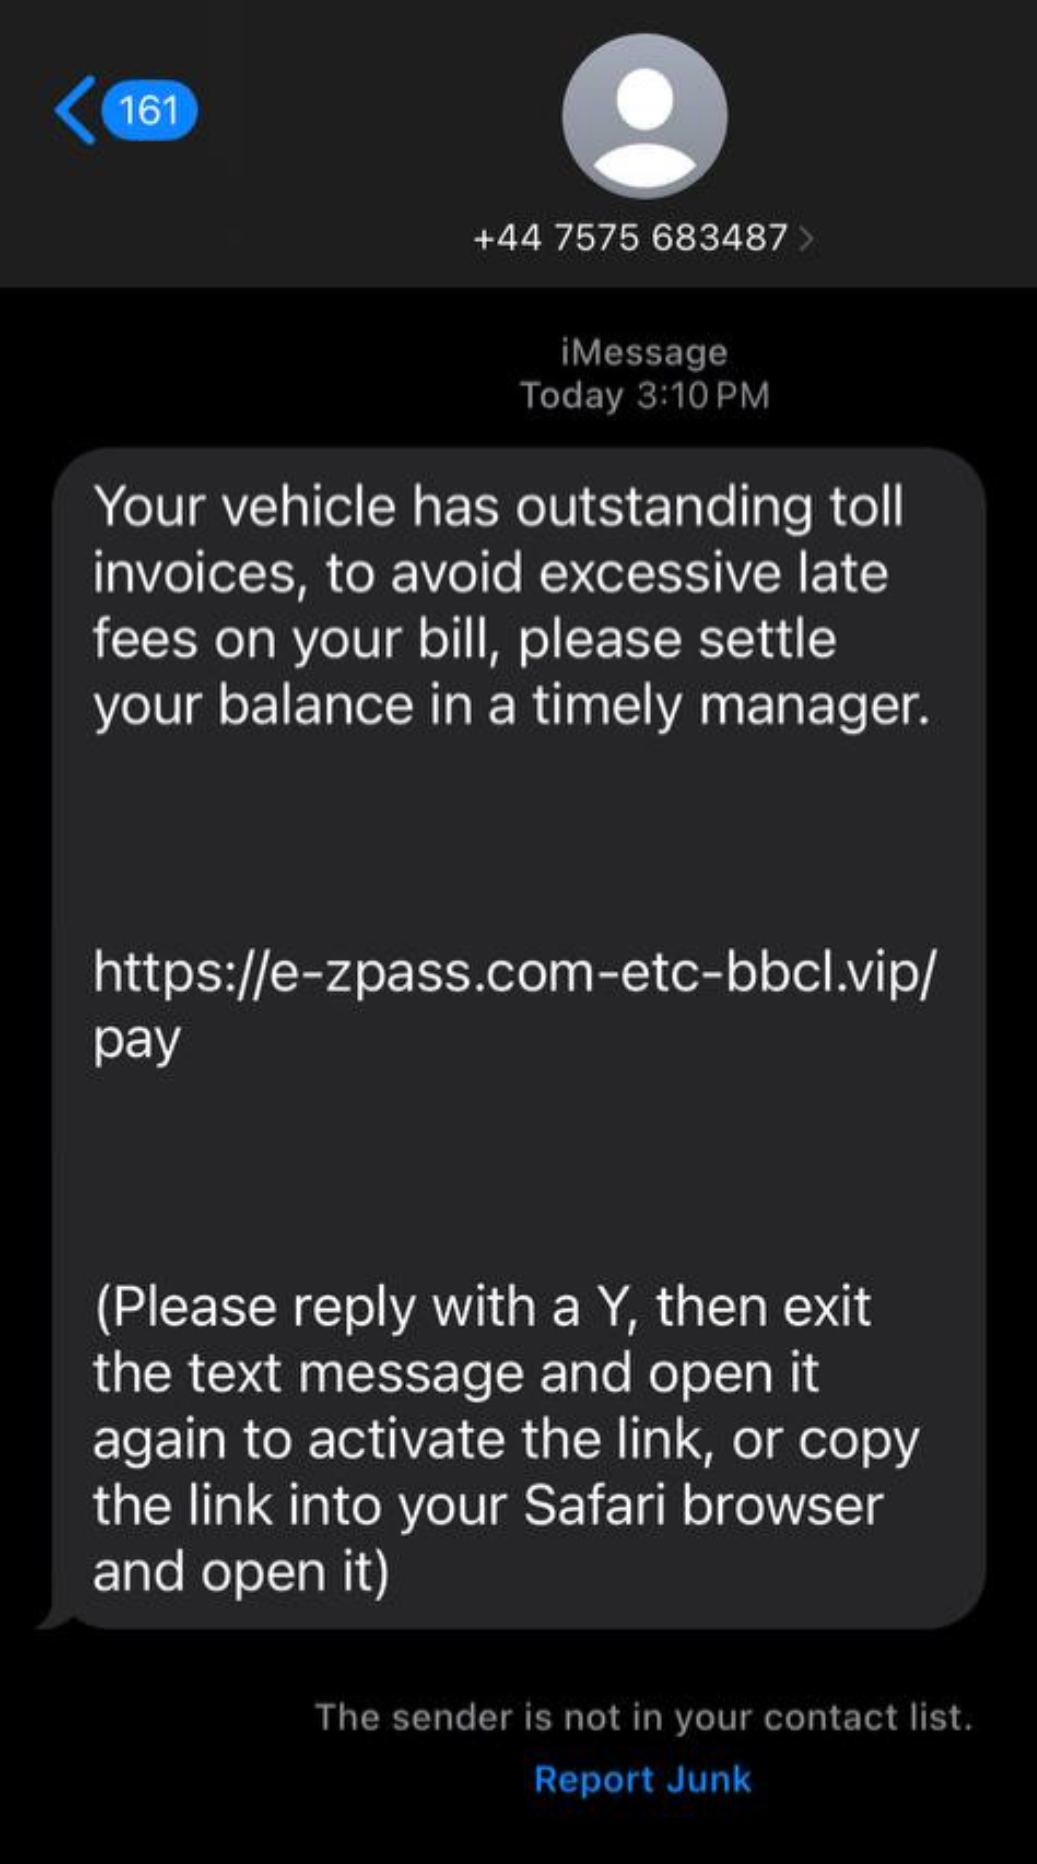 161
+44 7575 683487 >
iMessage
Today 3:10 PM
Your vehicle has outstanding toll
invoices, to avoid excessive late
fees on your bill, please settle
your balance in a timely manager.
https://e-zpass.com-etc-bbcl.vip/
pay
(Please reply with a Y, then exit
the text message and open it
again to activate the link, or copy
the link into your Safari browser
and open it)
The sender is not in your contact list.
Report Junk